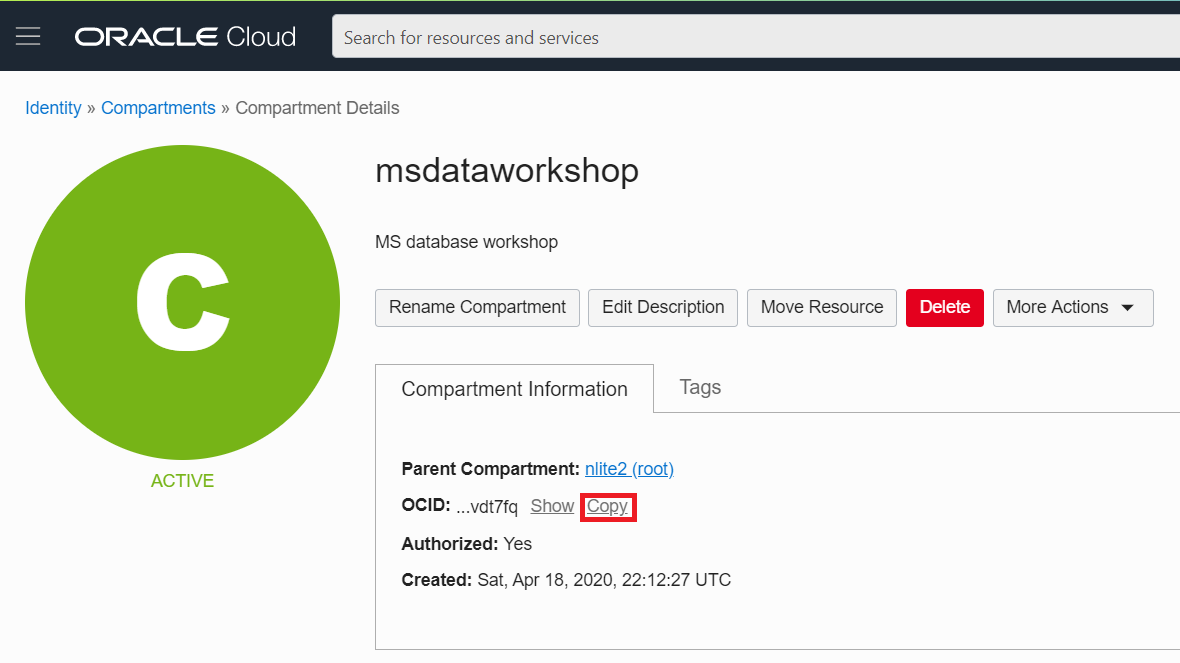 ORACLE Cloud
Search for resources and services
Identity » Compartments » Compartment Details
C
ACTIVE
msdataworkshop
MS database workshop
Rename Compartment Edit Description Move Resource Delete More Actions
Compartment Information Tags
Parent Compartment: nlite2 (root)
OCID: ...vdt7fq Show Copy
Authorized: Yes
Created: Sat, Apr 18, 2020, 22:12:27 UTC